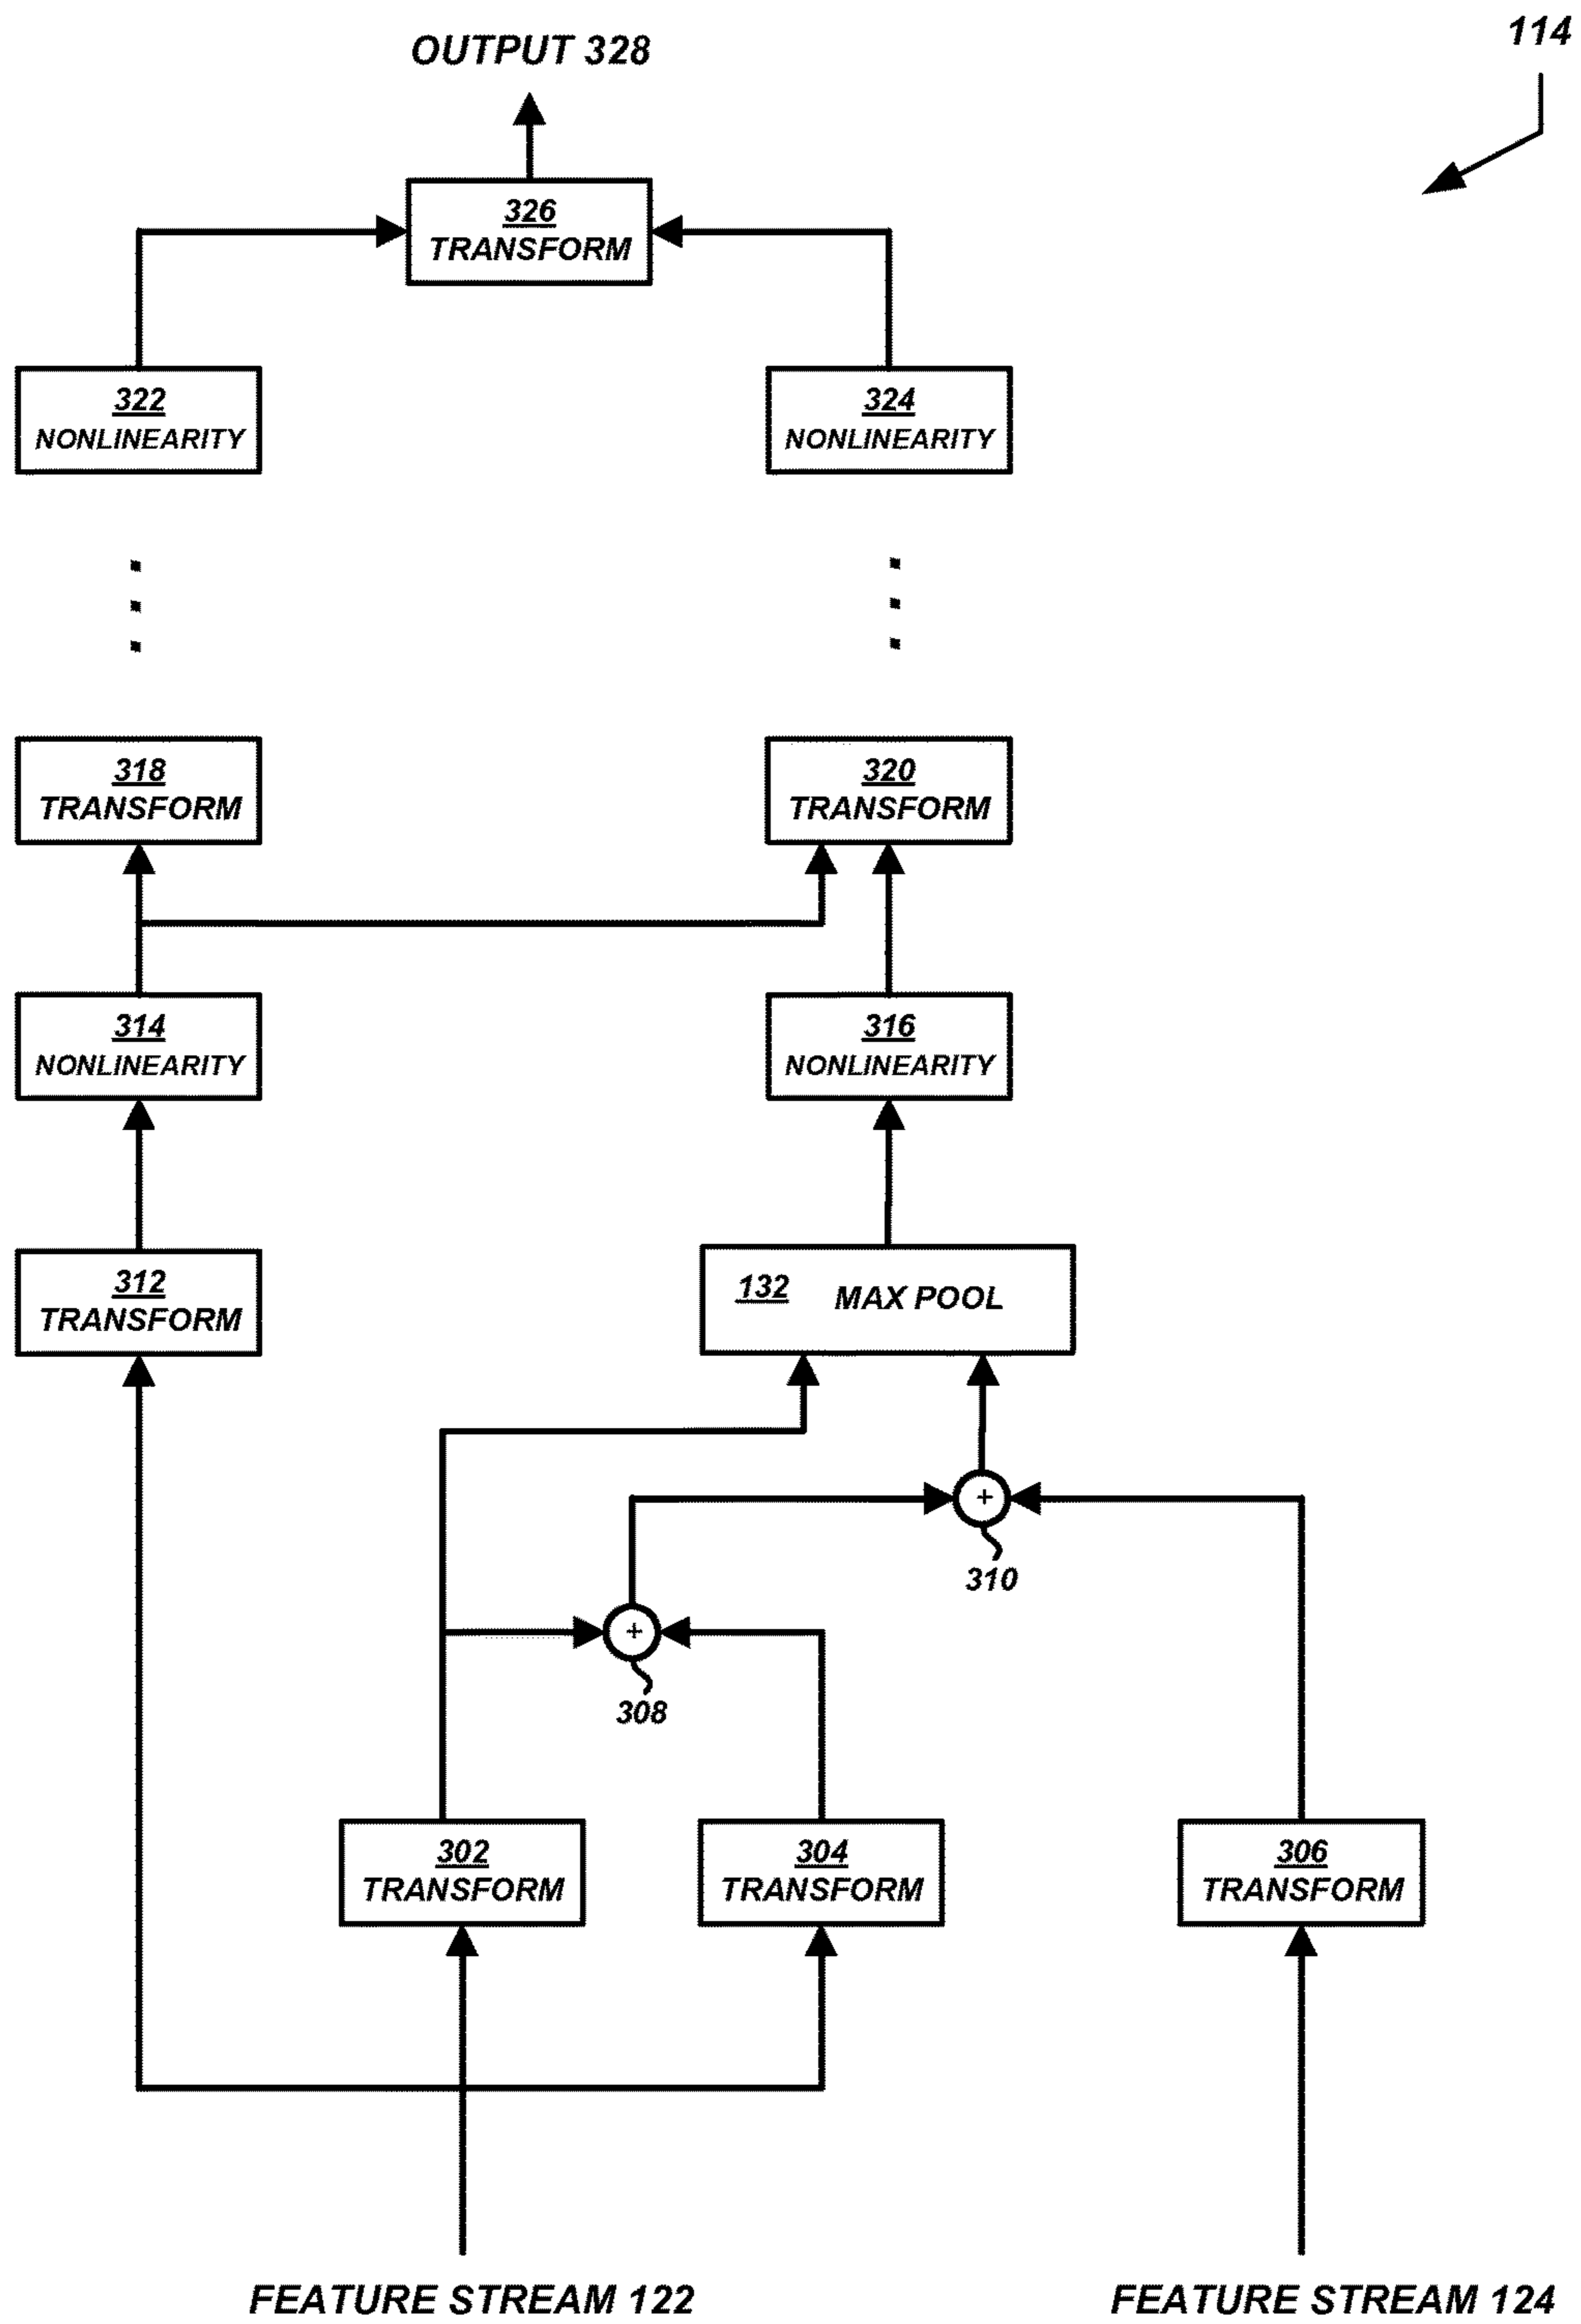 114
OUTPUT 328
326
TRANSFORM
322
NONLINEARITY
324
NONLINEARITY
318
TRANSFORM
320
TRANSFORM
314
NONLINEARITY
316
NONLINEARITY
312
TRANSFORM
132 MAX POOL
+
310
+
308
302
TRANSFORM
304
TRANSFORM
306
TRANSFORM
FEATURE STREAM 122
FEATURE STREAM 124